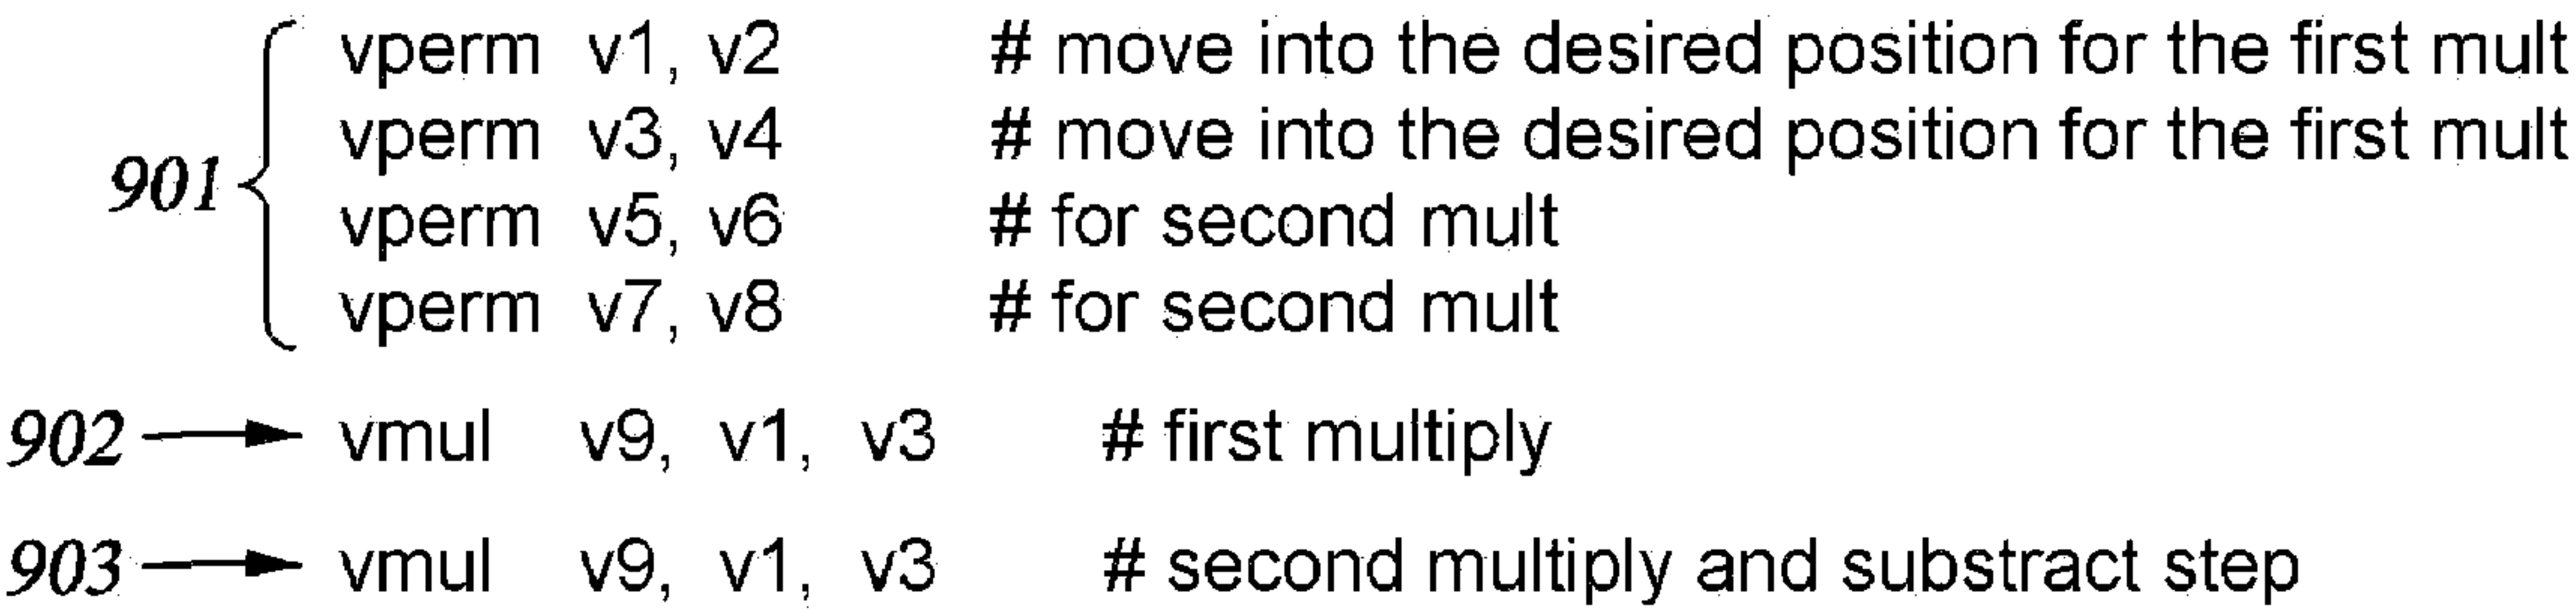 vperm v1, v2 # move into the desired position for the first mult
vperm v3, v4 # move into the desired position for the first mult
901
vperm v5, v6 # for second mult
vperm v7, v8 # for second mult
902 vmul v9, v1, v3 # first multiply
903 vmul v9, v1, v3 # second multiply and substract step